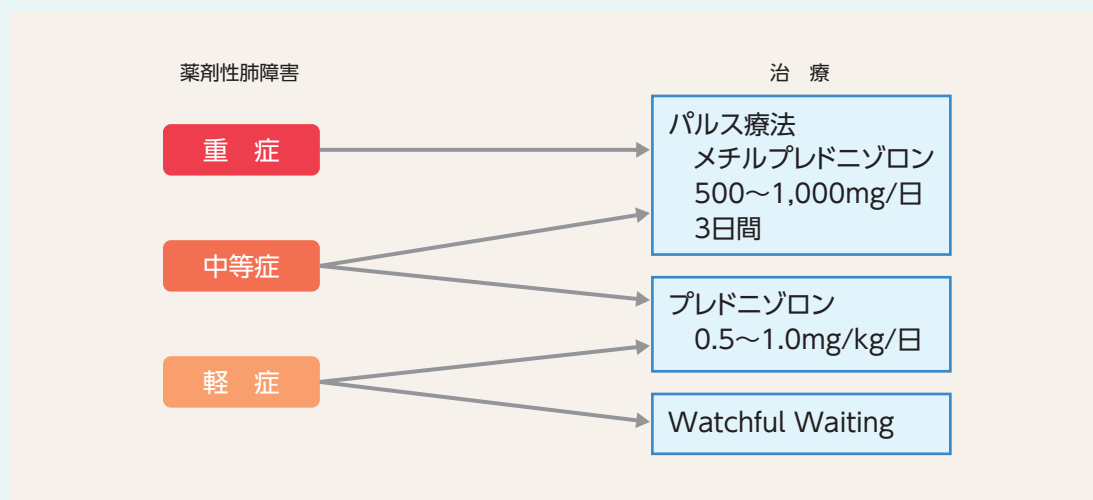 薬剤性肺障害
治　療
重　症
パルス療法
メチルプレドニゾロン
500～1,000mg/日
3日間
中等症
プレドニゾロン
0.5～1.0mg/kg/日
軽　症
Watchful Waiting